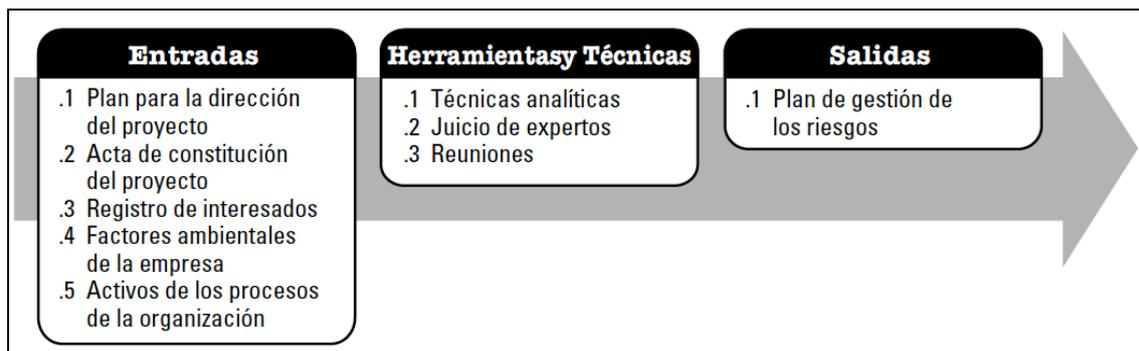 Entradas
.1 Plan para la dirección
del proyecto
.2 Acta de constitución
del proyecto
.3 Registro de interesados
.4 Factores ambientales
de la empresa
.5 Activos de los procesos
de la organización
Herramientasy Técnicas
.1 Técnicas analíticas
.2 Juicio de expertos
.3 Reuniones
Salidas
.1 Plan de gestión de
los riesgos